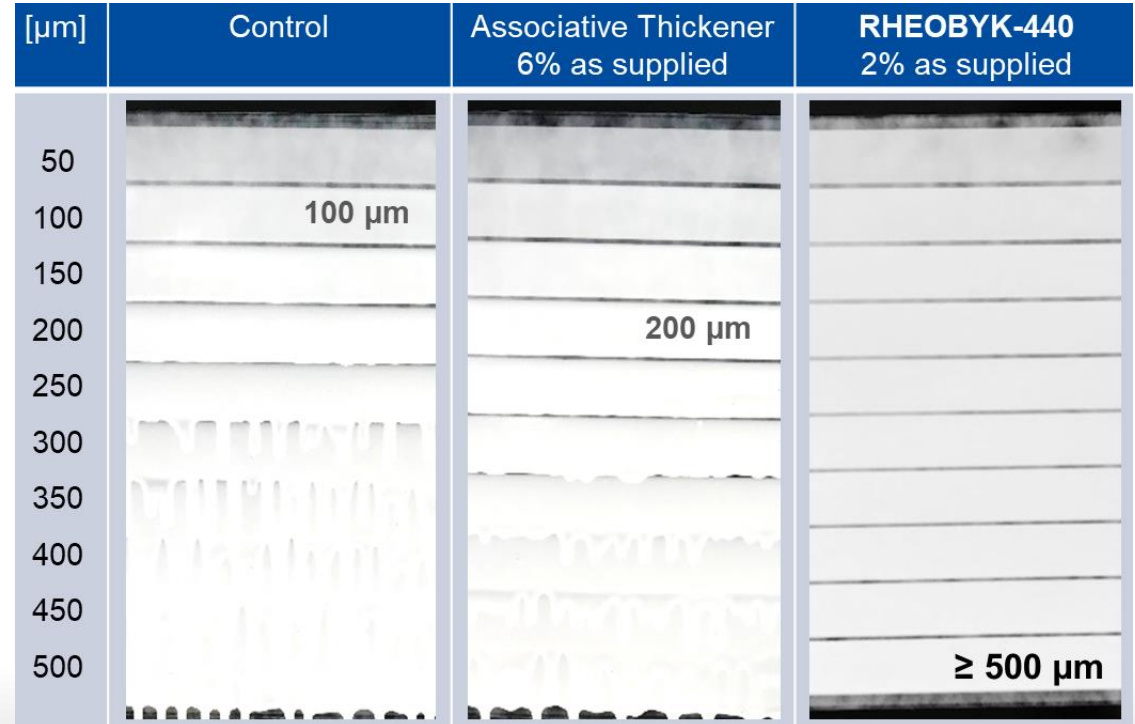 [µm]
Control
Associative Thickener
6% as supplied
RHEOBYK-440
2% as supplied
50
100
150
200
250
300
350
400
450
500
100 µm
200 µm
≥ 500 µm